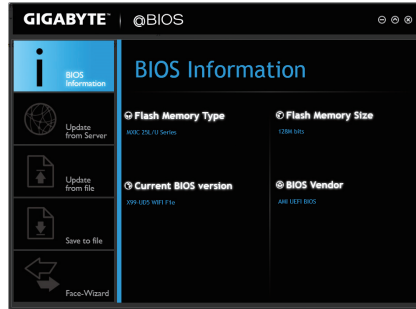 GIGABYTE™ @BIOS
BIOS Information
BIOS
Information
Update
from Server
Update
from file
Save to file
Face-Wizard
Flash Memory Type
MXIC 25L/U Series
Flash Memory Size
128M bits
Current BIOS version
X99-UD5 WIFI F1e
BIOS Vendor
AMI UEFI BIOS